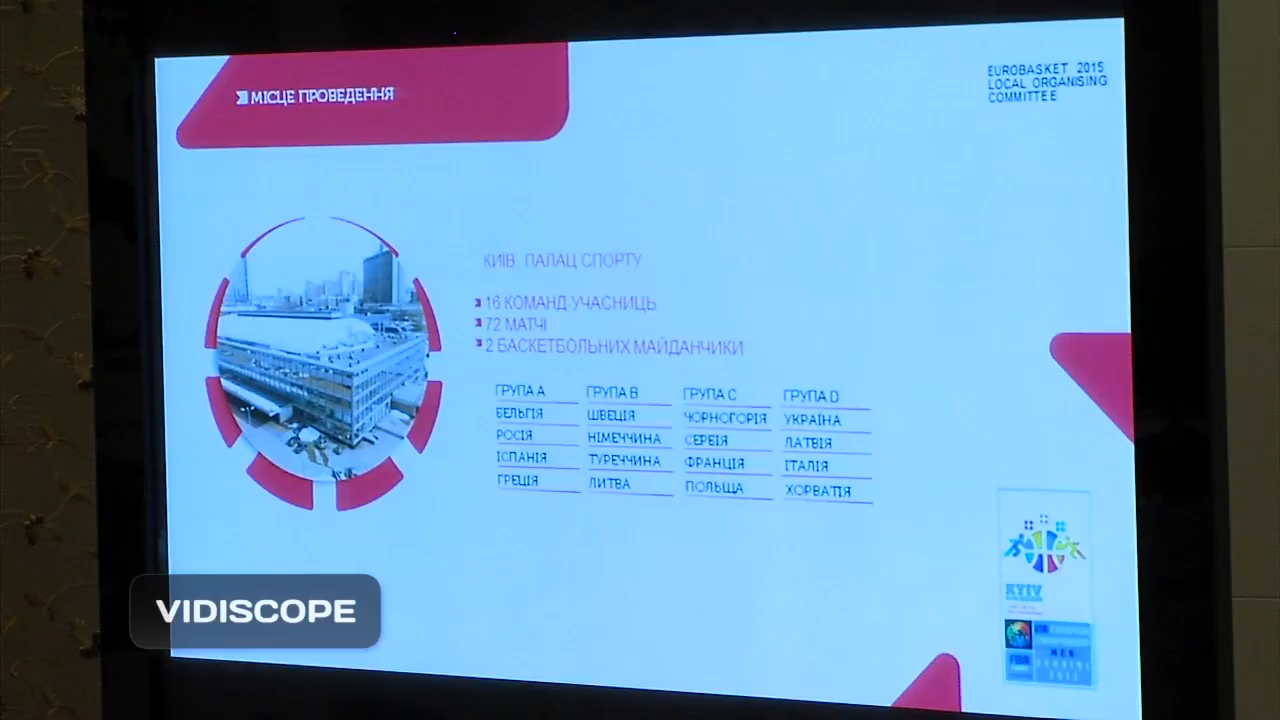 МІСЦЕ ПРОВЕДЕННЯ
EUROBASKET 2015
LOCAL ORGANISING
COMMITTEE
КИЇВ, ПАЛАЦ СПОРТУ
16 КОМАНД-УЧАСНИЦЬ
72 МАТЧІ
2 БАСКЕТБОЛЬНИХ МАЙДАНЧИКИ
ГРУПА A ГРУПА B ГРУПА C ГРУПА D
БЕЛЬГІЯ ШВЕЦІЯ ЧОРНОГОРІЯ УКРАЇНА
РОСІЯ НІМЕЧЧИНА СЕРБІЯ ЛАТВІЯ
ІСПАНІЯ ТУРЕЧЧИНА ФРАНЦІЯ ІТАЛІЯ
ГРЕЦІЯ ЛИТВА ПОЛЬЩА ХОРВАТІЯ
KYIV
MEN
VIDISCOPE